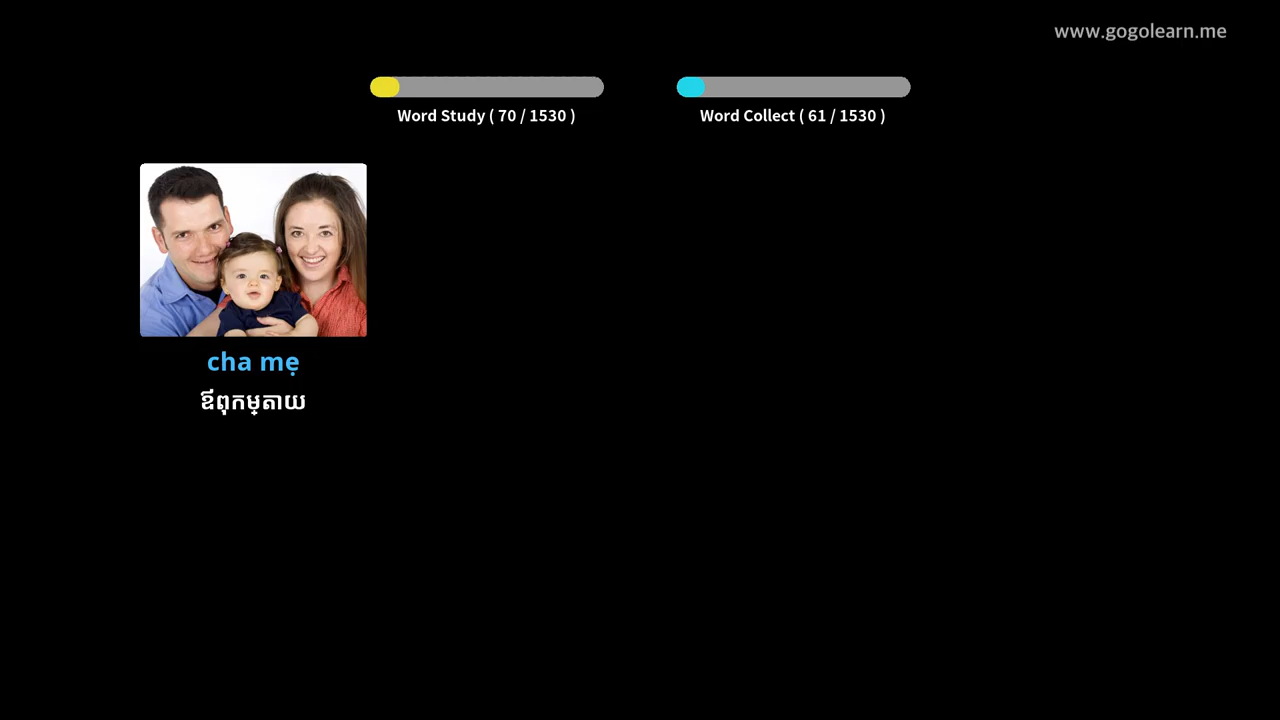 www.gogolearn.me
Word Study ( 70 / 1530 )
Word Collect ( 61 / 1530 )
cha mẹ
ឪពុកម្តាយ